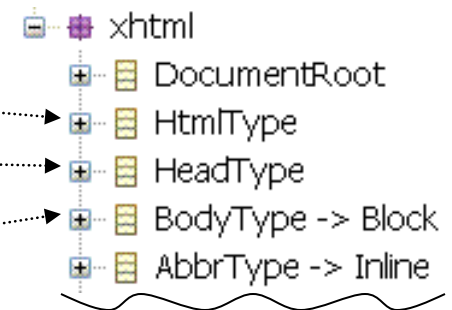 xhtml
DocumentRoot
HtmlType
HeadType
BodyType -> Block
AbbrType -> Inline